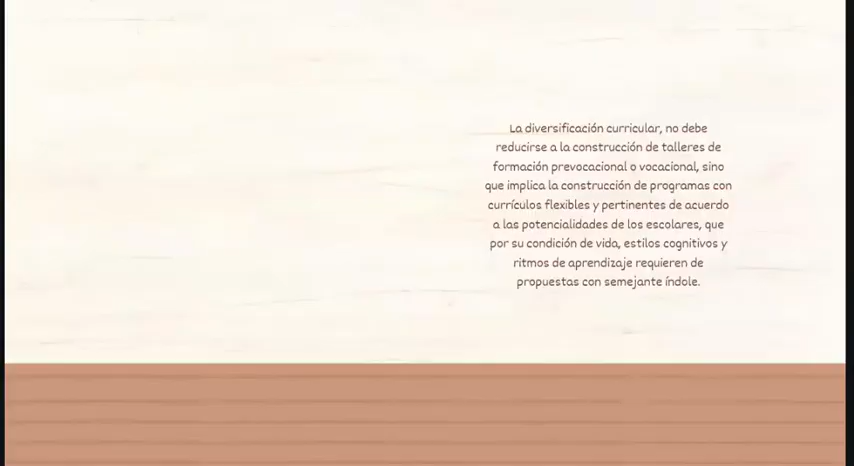 La diversificación curricular, no debe
reducirse a la construcción de talleres de
formación prevocacional o vocacional, sino
que implica la construcción de programas con
currículos flexibles y pertinentes de acuerdo
a las potencialidades de los escolares, que
por su condición de vida, estilos cognitivos y
ritmos de aprendizaje requieren de
propuestas con semejante índole.